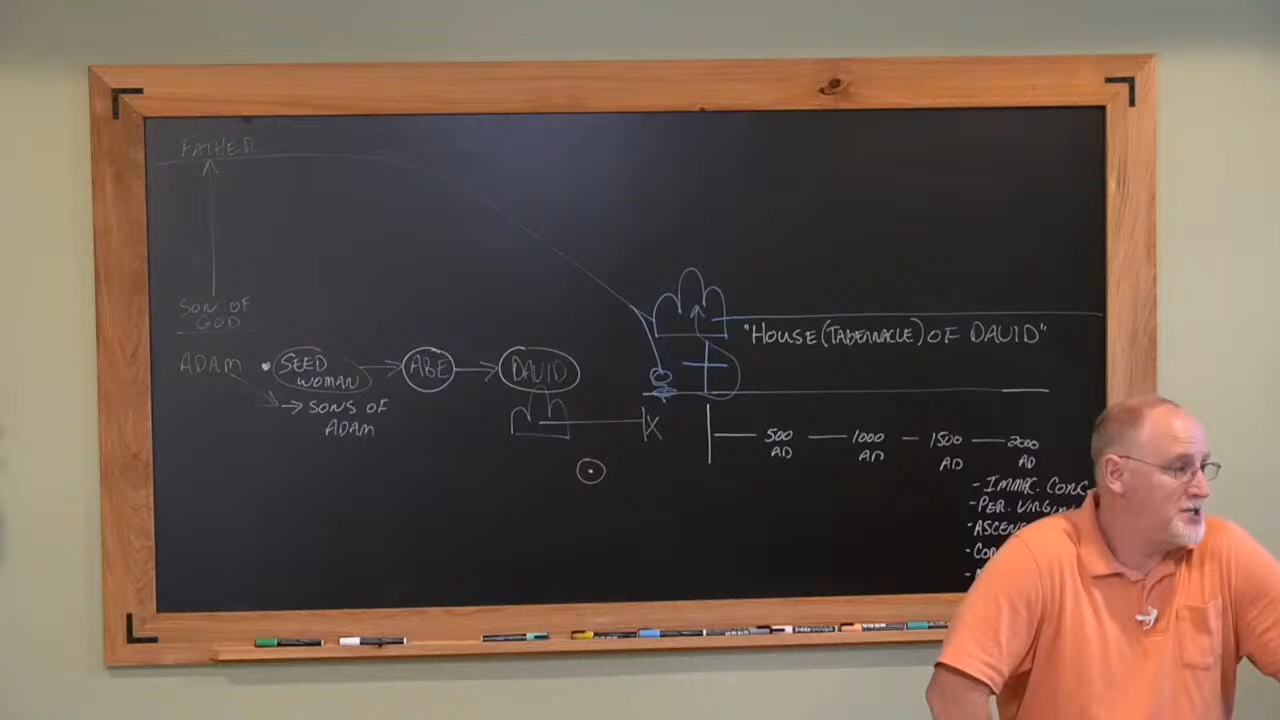 FATHER
SON OF
GOD
ADAM
SEED
WOMAN
ABE
DAVID
SONS OF
ADAM
"HOUSE (TABERNACLE) OF DAVID"
500
AD
1000
AD
1500
AD
2000
AD
- IMMAC. CONC
- PER. VIRGIN
- ASCENS